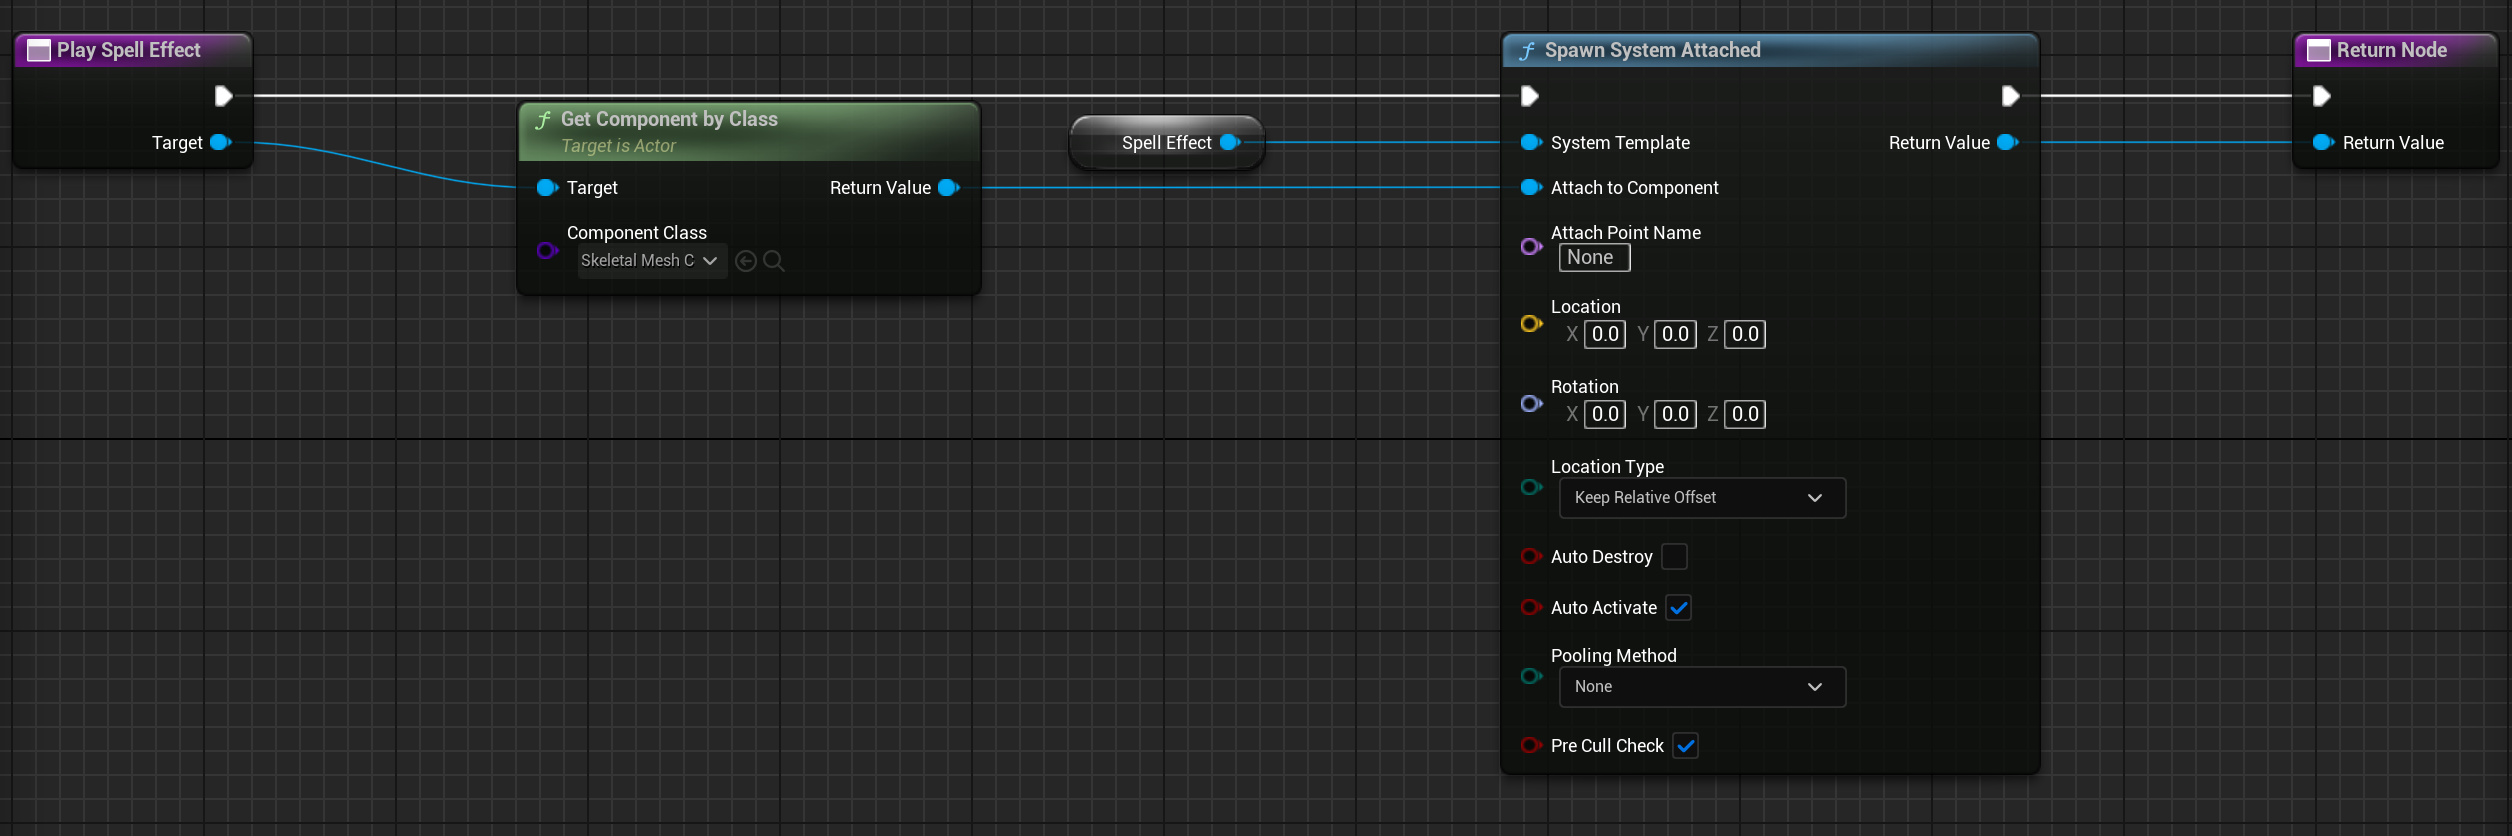 Play Spell Effect
Target
Get Component by Class
Target is Actor
Target
Return Value
Component Class
Skeletal Mesh C
Spell Effect
Spawn System Attached
System Template
Return Value
Attach to Component
Attach Point Name
None
Location
X 0.0 Y 0.0 Z 0.0
Rotation
X 0.0 Y 0.0 Z 0.0
Location Type
Keep Relative Offset
Auto Destroy
Auto Activate
Pooling Method
None
Pre Cull Check
Return Node
Return Value